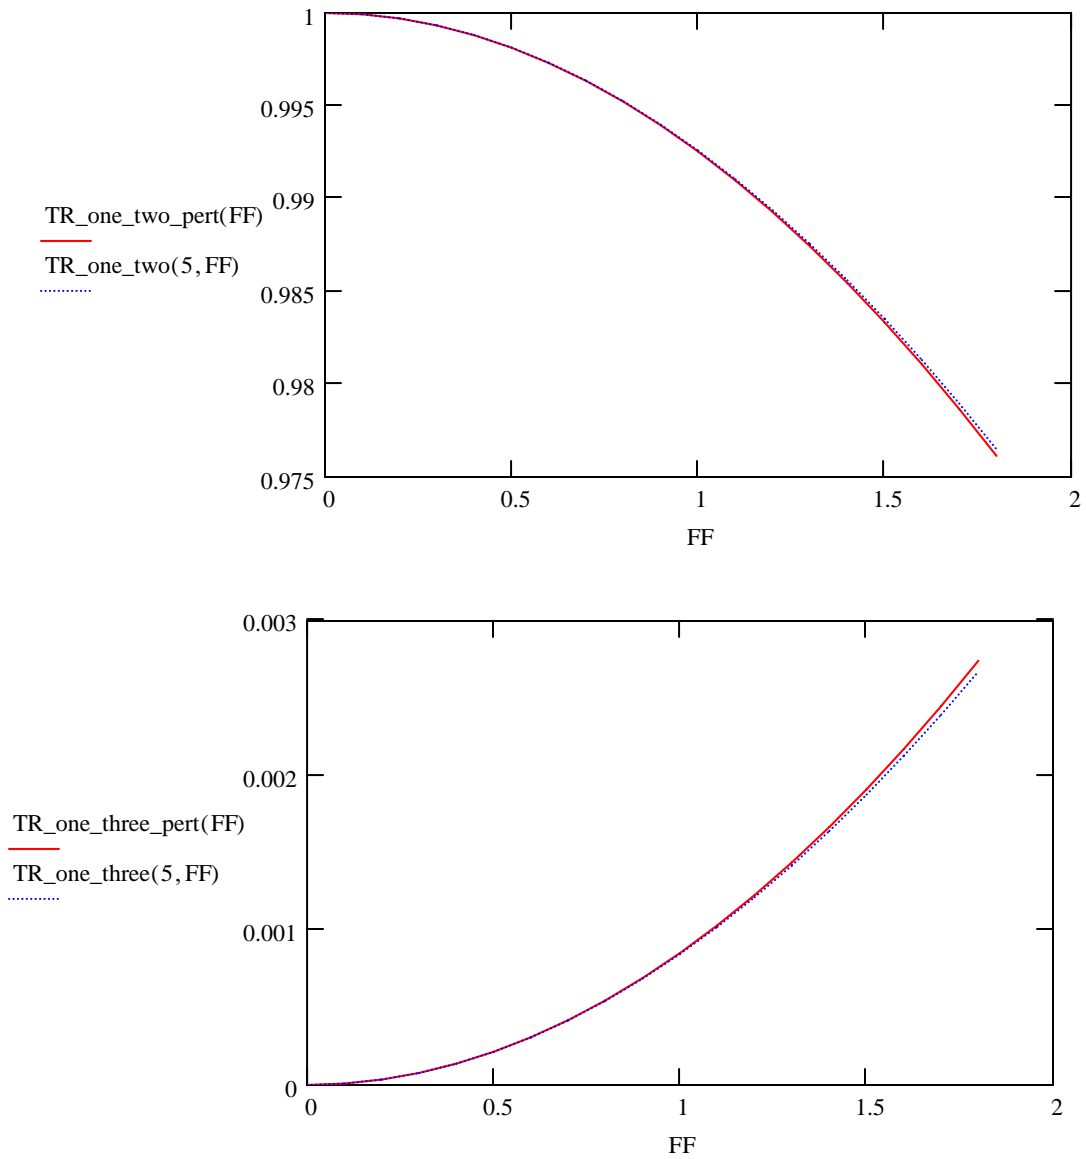 1
0.995
0.99
0.985
0.98
0.975
TR_one_two_pert(FF)
TR_one_two(5,FF)
0 0.5 1 1.5 2
FF
0.003
0.002
0.001
0
TR_one_three_pert(FF)
TR_one_three(5,FF)
0 0.5 1 1.5 2
FF